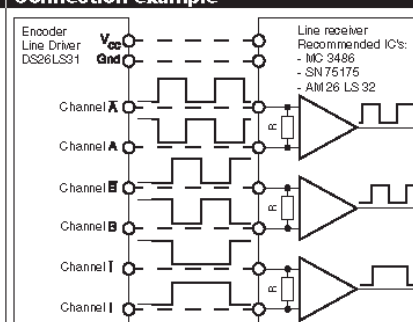 Connection example
Encoder
Line Driver
DS26LS31
Vcc
Gnd
Line receiver
Recommended IC's:
- MC 3486
- SN 75175
- AM 26 LS 32
Channel A̅
R
Channel A
Channel B̅
R
Channel B
Channel I̅
R
Channel I